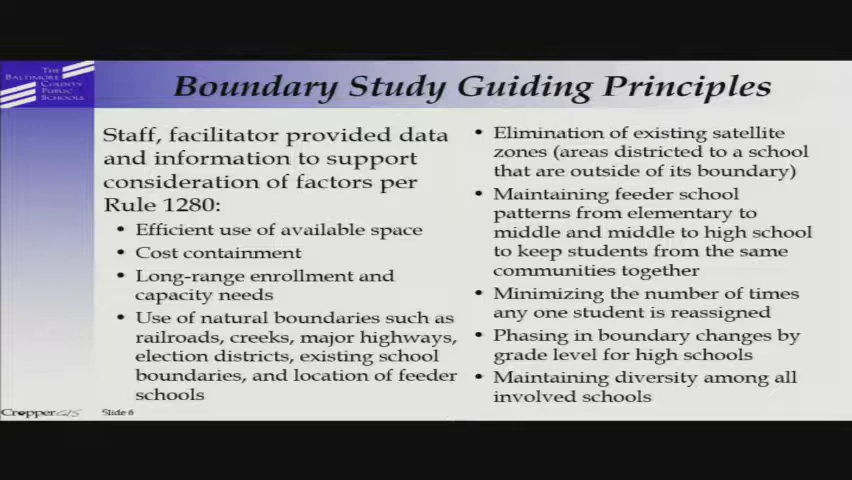 THE
BALTIMORE
COUNTY
PUBLIC
SCHOOLS
Boundary Study Guiding Principles
Staff, facilitator provided data
and information to support
consideration of factors per
Rule 1280:
• Efficient use of available space
• Cost containment
• Long-range enrollment and
capacity needs
• Use of natural boundaries such as
railroads, creeks, major highways,
election districts, existing school
boundaries, and location of feeder
schools
• Elimination of existing satellite
zones (areas districted to a school
that are outside of its boundary)
• Maintaining feeder school
patterns from elementary to
middle and middle to high school
to keep students from the same
communities together
• Minimizing the number of times
any one student is reassigned
• Phasing in boundary changes by
grade level for high schools
• Maintaining diversity among all
involved schools
Cropper GIS
Slide 6